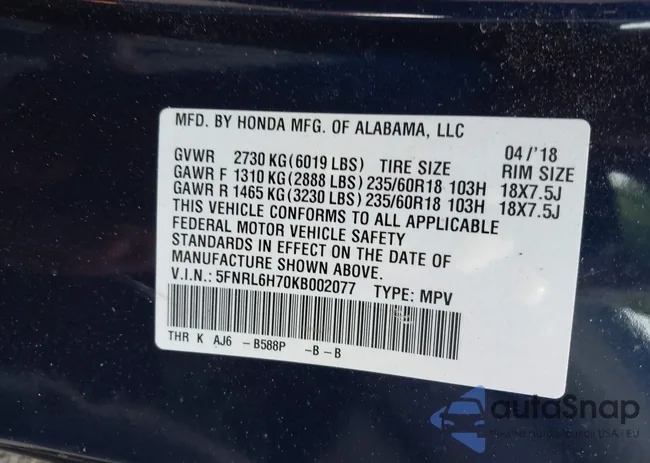 MFD. BY HONDA MFG. OF ALABAMA, LLC
04/'18
GVWR 2730 KG(6019 LBS) TIRE SIZE RIM SIZE
GAWR F 1310 KG(2888 LBS) 235/60R18 103H 18X7.5J
GAWR R 1465 KG(3230 LBS) 235/60R18 103H 18X7.5J
THIS VEHICLE CONFORMS TO ALL APPLICABLE
FEDERAL MOTOR VEHICLE SAFETY
STANDARDS IN EFFECT ON THE DATE OF
MANUFACTURE SHOWN ABOVE.
V.I.N.: 5FNRL6H70KB002077 TYPE: MPV
THR K AJ6 -B588P -B-B
autoSnap